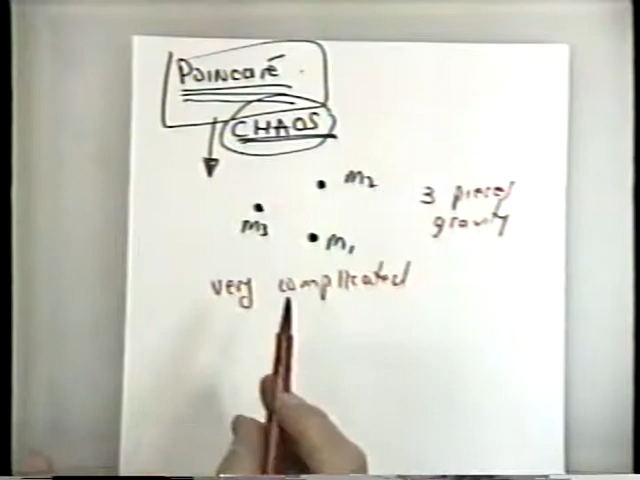 Poincaré
CHAOS
m2
m3
m1
3 pieces
gravity
very complicated